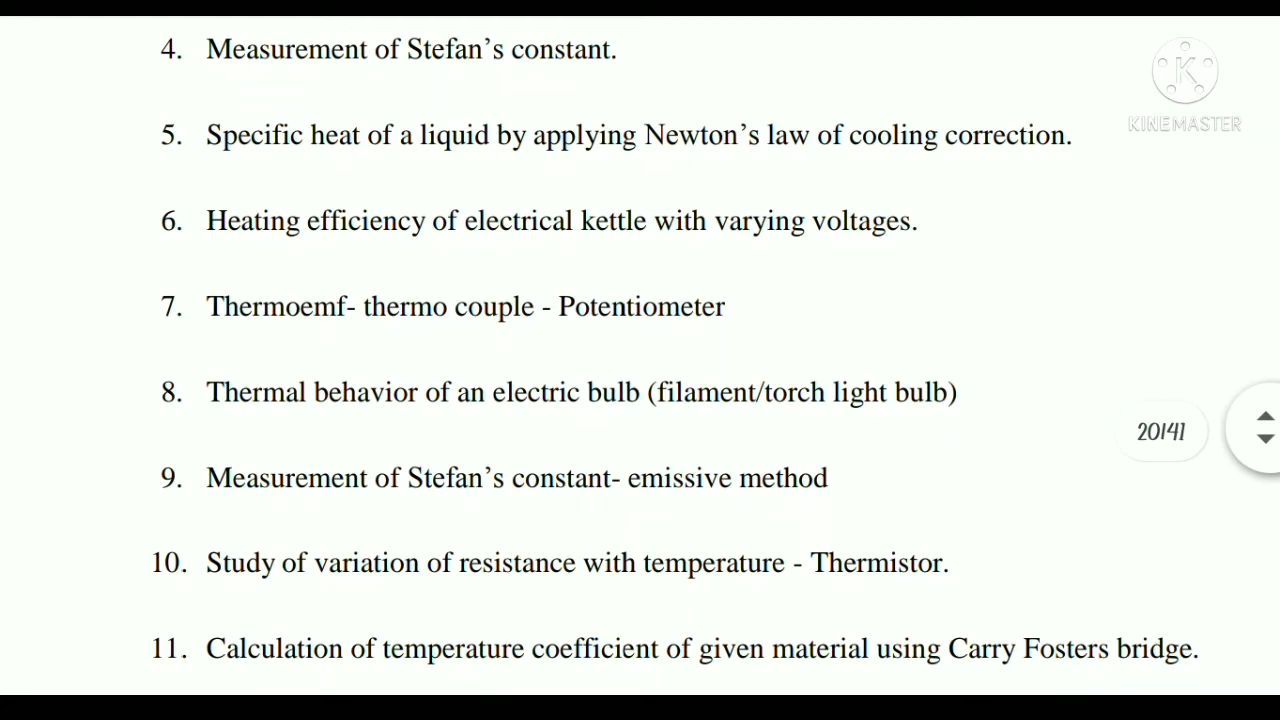 4. Measurement of Stefan’s constant.
KINEMASTER
5. Specific heat of a liquid by applying Newton’s law of cooling correction.
6. Heating efficiency of electrical kettle with varying voltages.
7. Thermoemf- thermo couple - Potentiometer
8. Thermal behavior of an electric bulb (filament/torch light bulb)
20/41
9. Measurement of Stefan’s constant- emissive method
10. Study of variation of resistance with temperature - Thermistor.
11. Calculation of temperature coefficient of given material using Carry Fosters bridge.